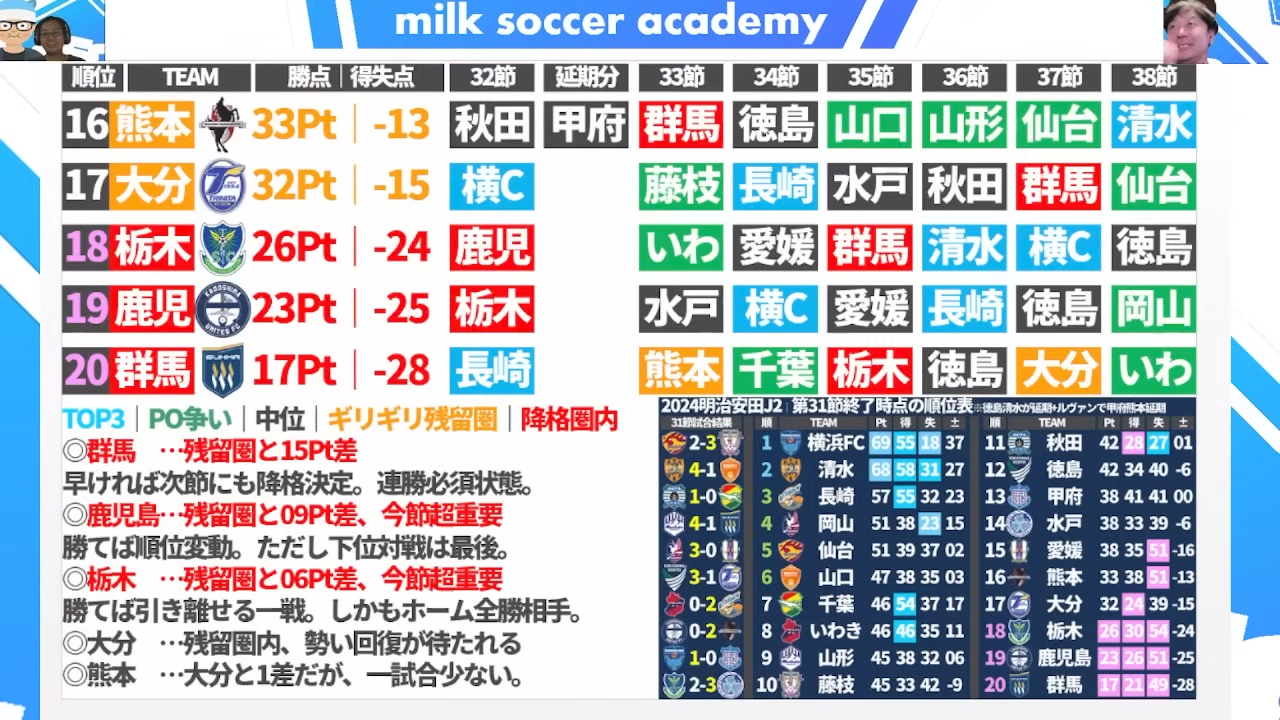 milk soccer academy
順位 TEAM 勝点 得失点 32節 延期分 33節 34節 35節 36節 37節 38節
16 熊本 33Pt -13 秋田 甲府 群馬 徳島 山口 山形 仙台 清水
17 大分 32Pt -15 横C 藤枝 長崎 水戸 秋田 群馬 仙台
18 栃木 26Pt -24 鹿児 いわ 愛媛 群馬 清水 横C 徳島
19 鹿児 23Pt -25 栃木 水戸 横C 愛媛 長崎 徳島 岡山
20 群馬 17Pt -28 長崎 熊本 千葉 栃木 徳島 大分 いわ
TOP3｜PO争い｜中位｜ギリギリ残留圏｜降格圏内
◎群馬 …残留圏と15Pt差
早ければ次節にも降格決定。連勝必須状態。
◎鹿児島…残留圏と09Pt差、今節超重要
勝てば順位変動。ただし下位対戦は最後。
◎栃木 …残留圏と06Pt差、今節超重要
勝てば引き離せる一戦。しかもホーム全勝相手。
◎大分 …残留圏内、勢い回復が待たれる
◎熊本 …大分と1差だが、一試合少ない。
2024明治安田J2｜第31節終了時点の順位表※徳島清水が延期+ルヴァンで甲府熊本延期
31節試合結果 順 TEAM Pt 得 失 ± 順 TEAM Pt 得 失 ±
2-3 1 横浜FC 69 55 18 37 11 秋田 42 28 27 01
4-1 2 清水 68 58 31 27 12 徳島 42 34 40 -6
1-0 3 長崎 57 55 32 23 13 甲府 38 41 41 00
4-1 4 岡山 51 38 23 15 14 水戸 38 33 39 -6
3-0 5 仙台 51 39 37 02 15 愛媛 38 35 51 -16
3-1 6 山口 47 38 35 03 16 熊本 33 38 51 -13
0-2 7 千葉 46 54 37 17 17 大分 32 24 39 -15
0-2 8 いわき 46 46 35 11 18 栃木 26 30 54 -24
1-0 9 山形 45 38 32 06 19 鹿児島 23 26 51 -25
2-3 10 藤枝 45 33 42 -9 20 群馬 17 21 49 -28